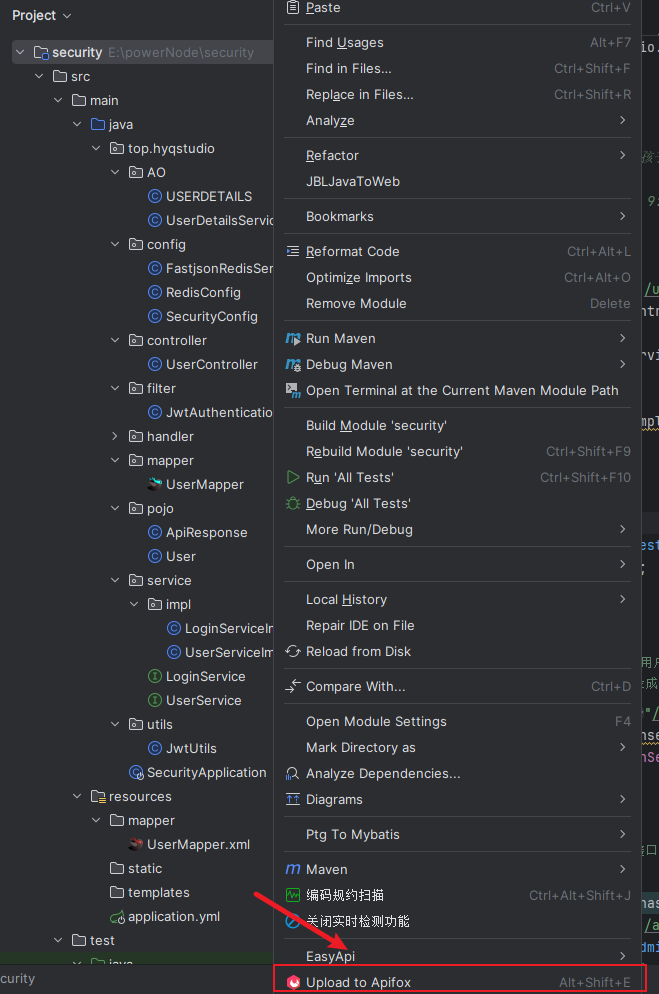 Project
security E:\powerNode\security
src
main
java
top.hyqstudio
AO
USERDETAILS
UserDetailsServic
config
FastjsonRedisSer
RedisConfig
SecurityConfig
controller
UserController
filter
JwtAuthenticatio
handler
mapper
UserMapper
pojo
ApiResponse
User
service
impl
LoginServiceIm
UserServiceIm
LoginService
UserService
utils
JwtUtils
SecurityApplication
resources
mapper
UserMapper.xml
static
templates
application.yml
test
java
curity
Paste Ctrl+V
Find Usages Alt+F7
Find in Files... Ctrl+Shift+F
Replace in Files... Ctrl+Shift+R
Analyze
Refactor
JBLJavaToWeb
Bookmarks
Reformat Code Ctrl+Alt+L
Optimize Imports Ctrl+Alt+O
Remove Module Delete
Run Maven
Debug Maven
Open Terminal at the Current Maven Module Path
Build Module 'security'
Rebuild Module 'security' Ctrl+Shift+F9
Run 'All Tests' Ctrl+Shift+F10
Debug 'All Tests'
More Run/Debug
Open In
Local History
Repair IDE on File
Reload from Disk
Compare With... Ctrl+D
Open Module Settings F4
Mark Directory as
Analyze Dependencies...
Diagrams
Ptg To Mybatis
Maven
编码规约扫描 Ctrl+Alt+Shift+J
关闭实时检测功能
EasyApi
Upload to Apifox Alt+Shift+E